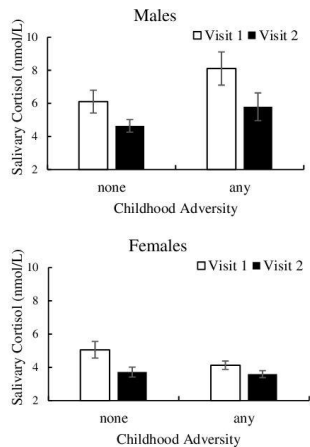 Males
Visit 1 Visit 2
Salivary Cortisol (nmol/L)
10
8
6
4
2
none any
Childhood Adversity
Females
Visit 1 Visit 2
Salivary Cortisol (nmol/L)
10
8
6
4
2
none any
Childhood Adversity